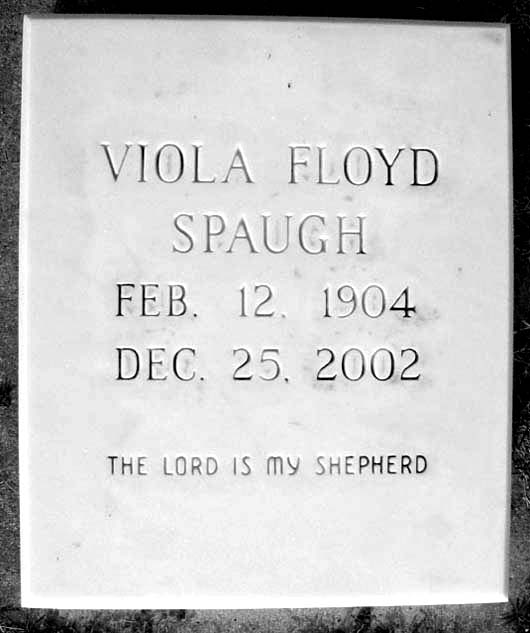 VIOLA FLOYD
SPAUGH
FEB. 12. 1904
DEC. 25. 2002
THE LORD IS MY SHEPHERD